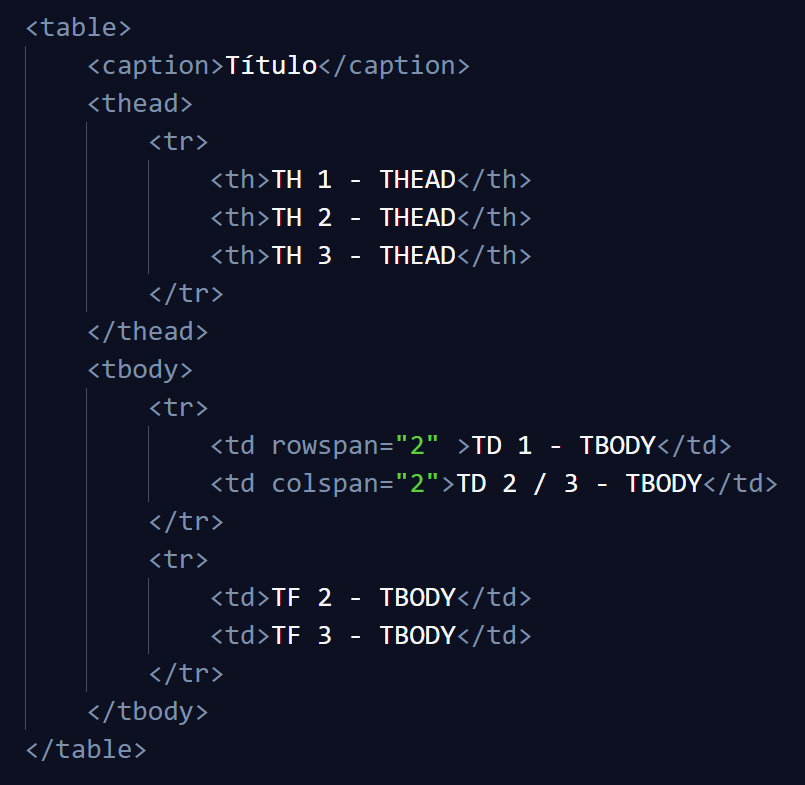 <table>
<caption>Título</caption>
<thead>
<tr>
<th>TH 1 - THEAD</th>
<th>TH 2 - THEAD</th>
<th>TH 3 - THEAD</th>
</tr>
</thead>
<tbody>
<tr>
<td rowspan="2" >TD 1 - TBODY</td>
<td colspan="2">TD 2 / 3 - TBODY</td>
</tr>
<tr>
<td>TF 2 - TBODY</td>
<td>TF 3 - TBODY</td>
</tr>
</tbody>
</table>